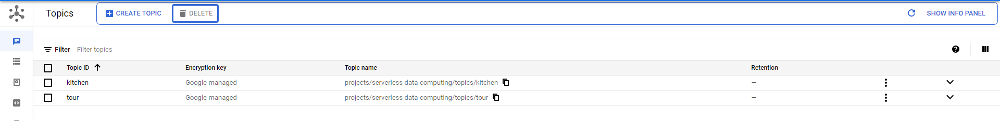 Topics CREATE TOPIC DELETE SHOW INFO PANEL
Filter Filter topics
Topic ID Encryption key Topic name Retention
kitchen Google-managed projects/serverless-data-computing/topics/kitchen —
tour Google-managed projects/serverless-data-computing/topics/tour —